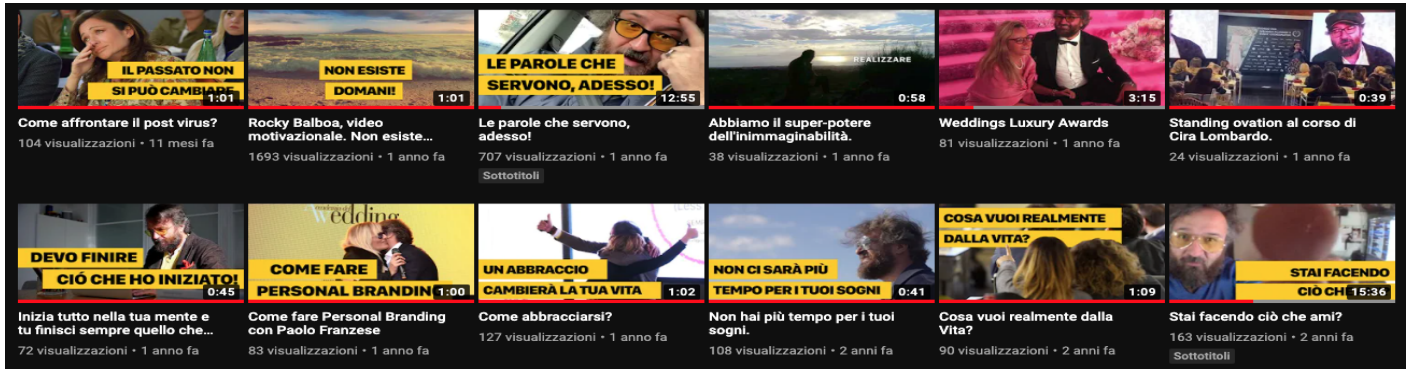 IL PASSATO NON
SI PUÒ CAMBIARE
1:01
Come affrontare il post virus?
104 visualizzazioni • 11 mesi fa
NON ESISTE
DOMANI!
1:01
Rocky Balboa, video
motivazionale. Non esiste...
1693 visualizzazioni • 1 anno fa
LE PAROLE CHE
SERVONO, ADESSO!
12:55
Le parole che servono,
adesso!
707 visualizzazioni • 1 anno fa
Sottotitoli
REALIZZARE
0:58
Abbiamo il super-potere
dell'inimmaginabilità.
38 visualizzazioni • 1 anno fa
3:15
Weddings Luxury Awards
81 visualizzazioni • 1 anno fa
0:39
Standing ovation al corso di
Cira Lombardo.
24 visualizzazioni • 1 anno fa
DEVO FINIRE
CIÓ CHE HO INIZIATO!
0:45
Inizia tutto nella tua mente e
tu finisci sempre quello che...
72 visualizzazioni • 1 anno fa
wedding
COME FARE
PERSONAL BRANDING
1:00
Come fare Personal Branding
con Paolo Franzese
83 visualizzazioni • 1 anno fa
UN ABBRACCIO
CAMBIERÀ LA TUA VITA
1:02
Come abbracciarsi?
127 visualizzazioni • 1 anno fa
NON CI SARÀ PIÙ
TEMPO PER I TUOI SOGNI
0:41
Non hai più tempo per i tuoi
sogni.
108 visualizzazioni • 2 anni fa
COSA VUOI REALMENTE
DALLA VITA?
1:09
Cosa vuoi realmente dalla
Vita?
90 visualizzazioni • 2 anni fa
STAI FACENDO
CIÒ CH
15:36
Stai facendo ciò che ami?
163 visualizzazioni • 2 anni fa
Sottotitoli